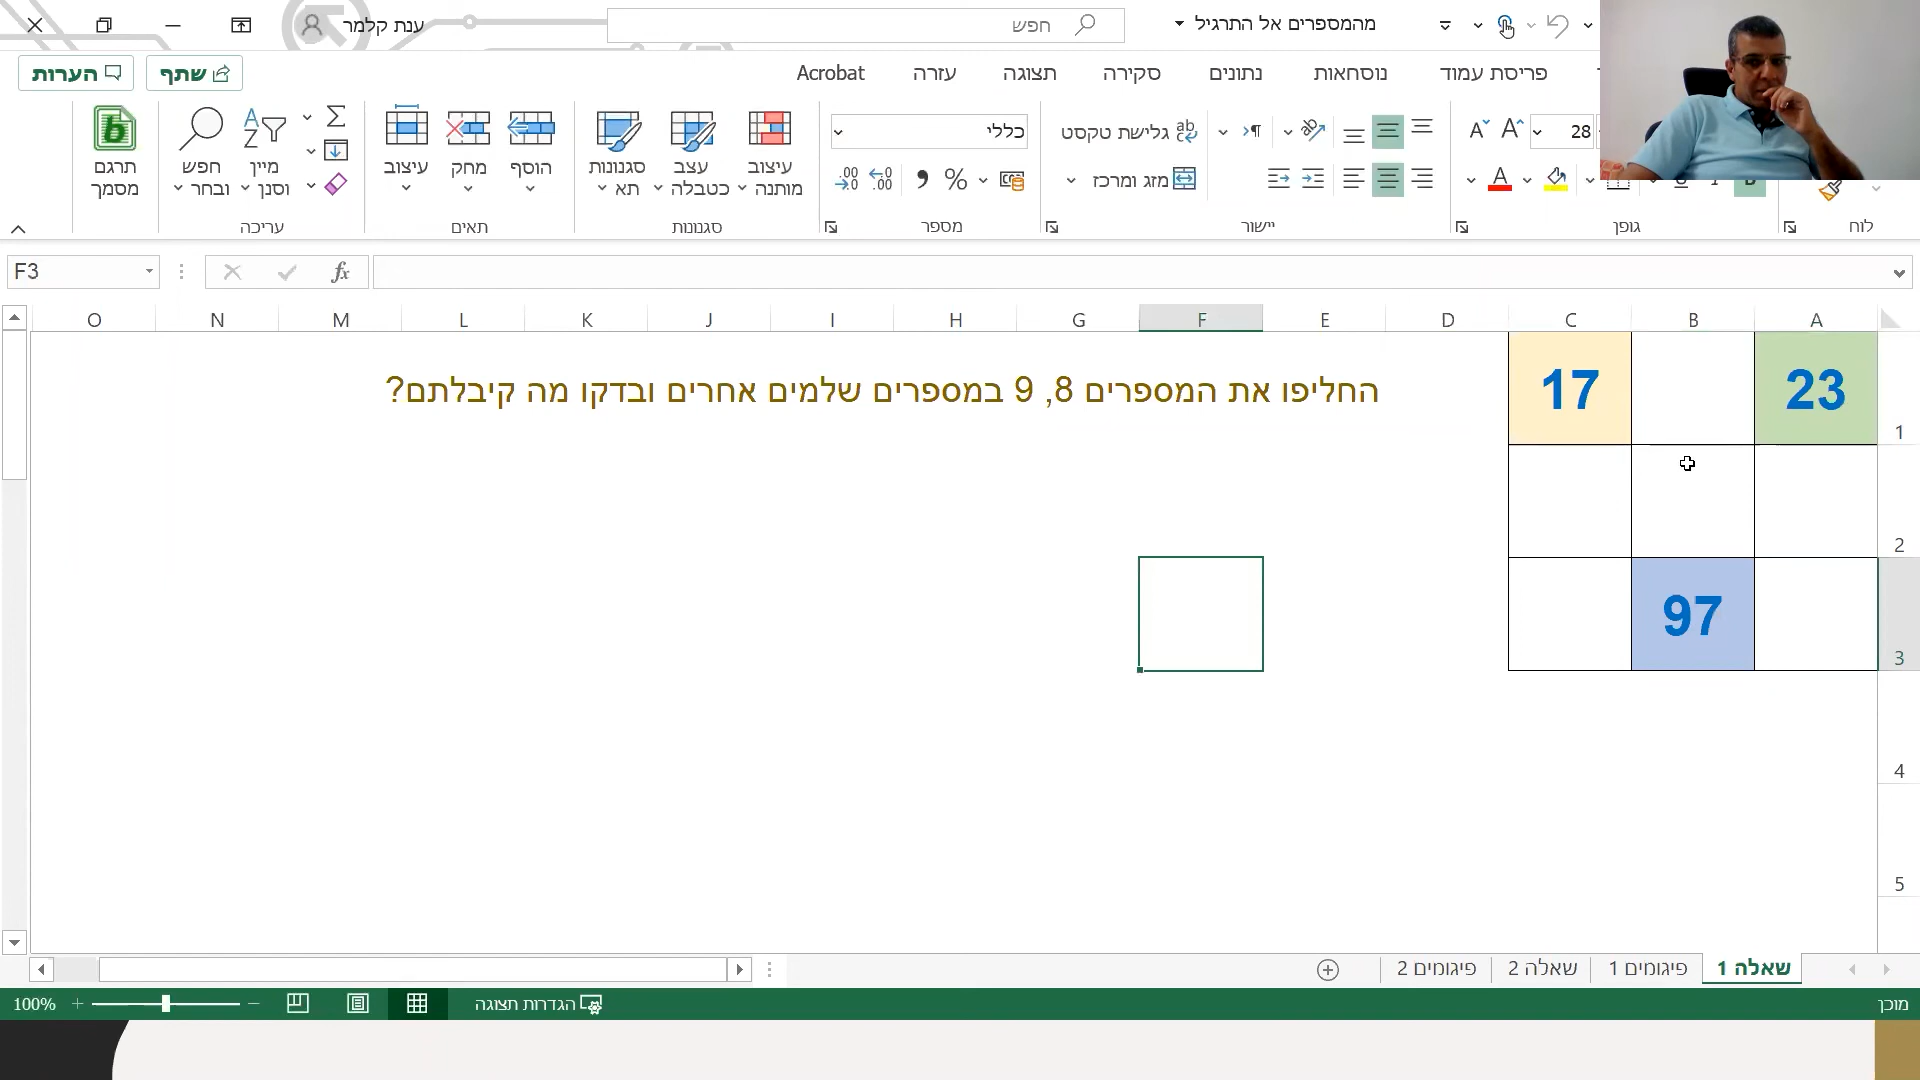 מהמספרים אל התרגיל
חפש
ענת קלמר
פריסת עמוד
נוסחאות
נתונים
סקירה
תצוגה
עזרה
Acrobat
שתף
הערות
28
גלישת טקסט
מזג ומרכז
כללי
עיצוב מותנה
עצב כטבלה
סגנונות תא
הוסף
מחק
עיצוב
מיין וסנן
חפש ובחר
תרגם מסמך
לוח
גופן
יישור
מספר
סגנונות
תאים
עריכה
F3
fx
A B C D E F G H I J K L M N O
1 23 17 החליפו את המספרים 8, 9 במספרים שלמים אחרים ובדקו מה קיבלתם?
2
3 97
4
5
שאלה 1
פיגומים 1
שאלה 2
פיגומים 2
מוכן
הגדרות תצוגה
100%